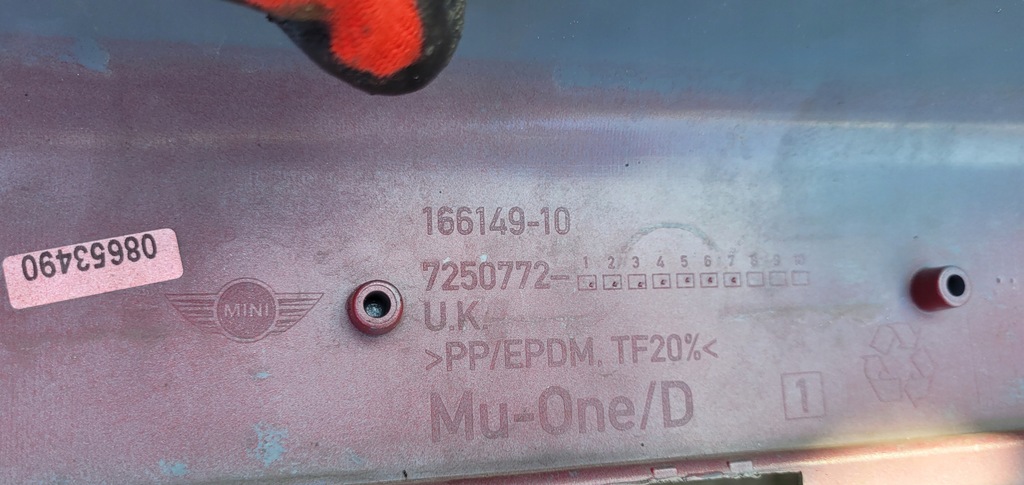 166149-10
1 2 3 4 5 6 7 8 9 10
7250772-
U.K.
>PP/EPDM, TF20%<
Mu-One/D
1
MINI
08653490